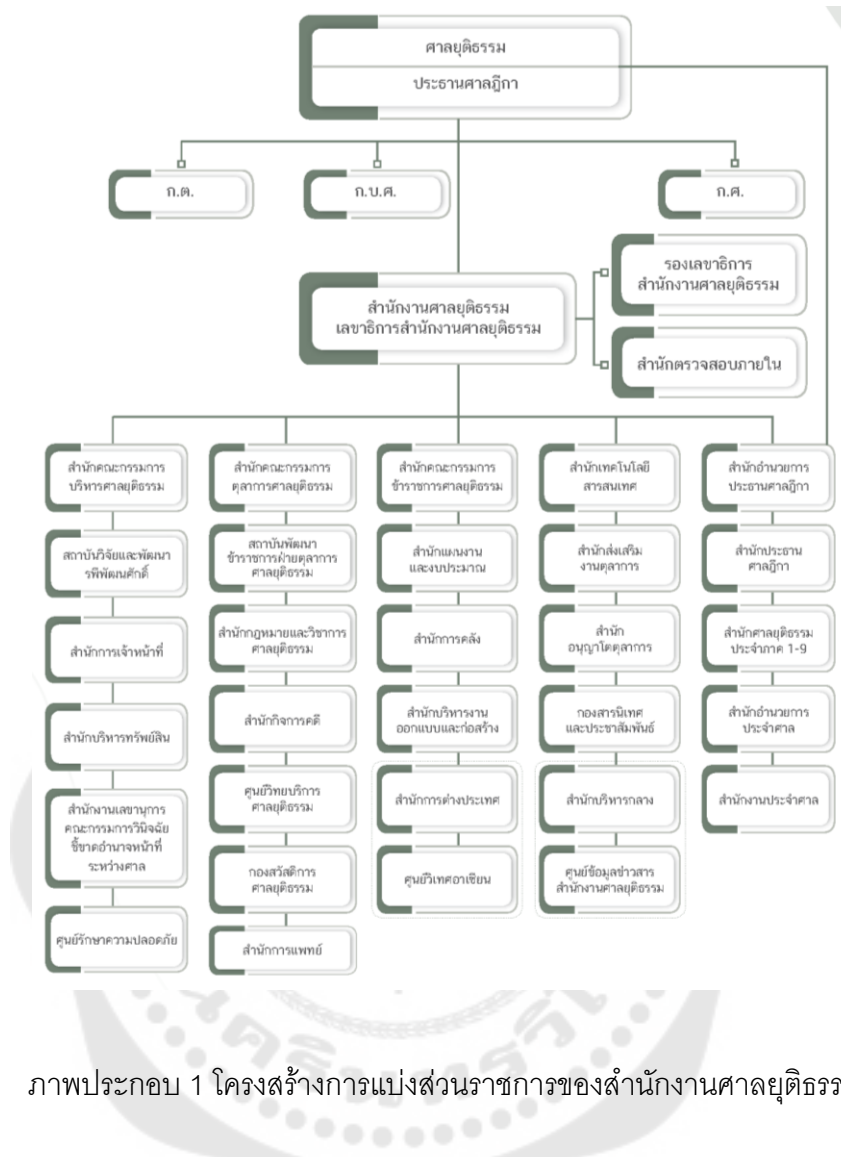 ศาลยุติธรรม
ประธานศาลฎีกา
ก.ต.
ก.บ.ศ.
ก.ศ.
รองเลขาธิการ
สำนักงานศาลยุติธรรม
สำนักงานศาลยุติธรรม
เลขาธิการสำนักงานศาลยุติธรรม
สำนักตรวจสอบภายใน
สำนักคณะกรรมการ
บริหารศาลยุติธรรม
สถาบันวิจัยและพัฒนา
รพีพัฒนศักดิ์
สำนักการเจ้าหน้าที่
สำนักบริหารทรัพย์สิน
สำนักงานเลขานุการ
คณะกรรมการวินิจฉัย
ชี้ขาดอำนาจหน้าที่
ระหว่างศาล
ศูนย์รักษาความปลอดภัย
สำนักคณะกรรมการ
ตุลาการศาลยุติธรรม
สถาบันพัฒนา
ข้าราชการฝ่ายตุลาการ
ศาลยุติธรรม
สำนักกฎหมายและวิชาการ
ศาลยุติธรรม
สำนักกิจการคดี
ศูนย์วิทยบริการ
ศาลยุติธรรม
กองสวัสดิการ
ศาลยุติธรรม
สำนักการแพทย์
สำนักคณะกรรมการ
ข้าราชการศาลยุติธรรม
สำนักแผนงาน
และงบประมาณ
สำนักการคลัง
สำนักบริหารงาน
ออกแบบและก่อสร้าง
สำนักการต่างประเทศ
ศูนย์วิเทศอาเซียน
สำนักเทคโนโลยี
สารสนเทศ
สำนักส่งเสริม
งานตุลาการ
สำนัก
อนุญาโตตุลาการ
กองสารนิเทศ
และประชาสัมพันธ์
สำนักบริหารกลาง
ศูนย์ข้อมูลข่าวสาร
สำนักงานศาลยุติธรรม
สำนักอำนวยการ
ประธานศาลฎีกา
สำนักประธาน
ศาลฎีกา
สำนักศาลยุติธรรม
ประจำภาค 1-9
สำนักอำนวยการ
ประจำศาล
สำนักงานประจำศาล
ภาพประกอบ 1 โครงสร้างการแบ่งส่วนราชการของสำนักงานศาลยุติธรร